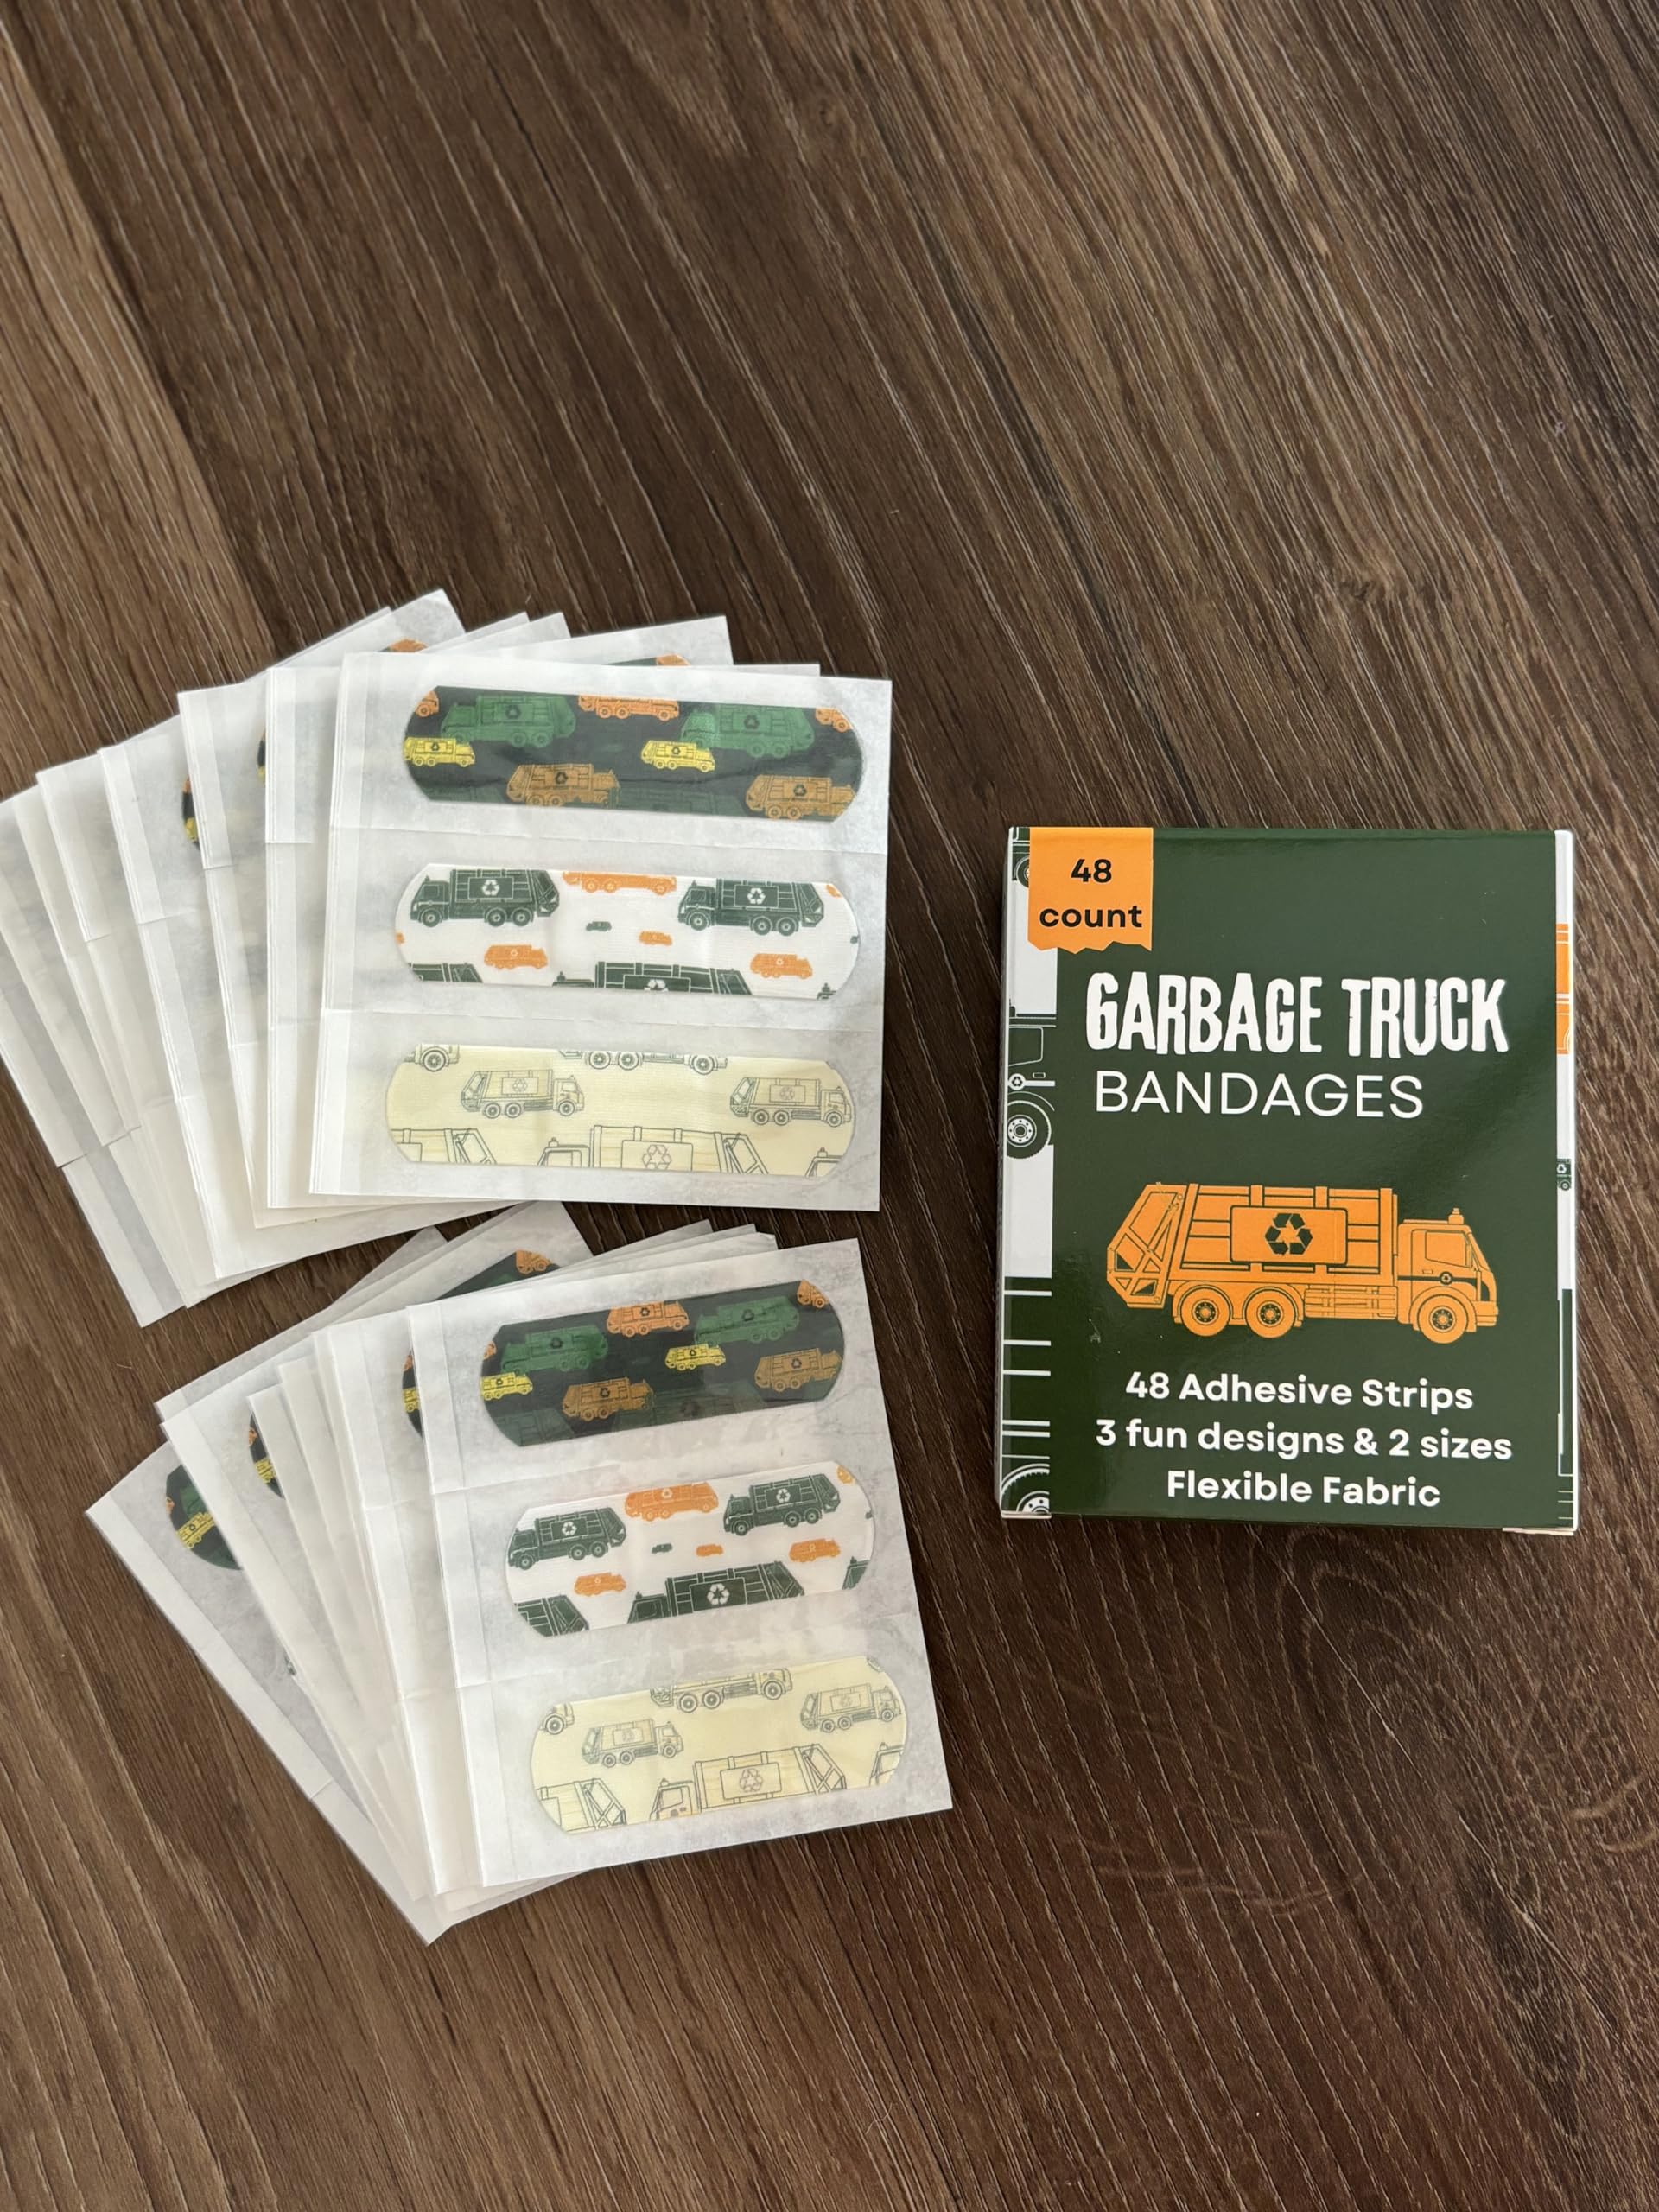 48
count
GARBAGE TRUCK
BANDAGES
48 Adhesive Strips
3 fun designs & 2 sizes
Flexible Fabric